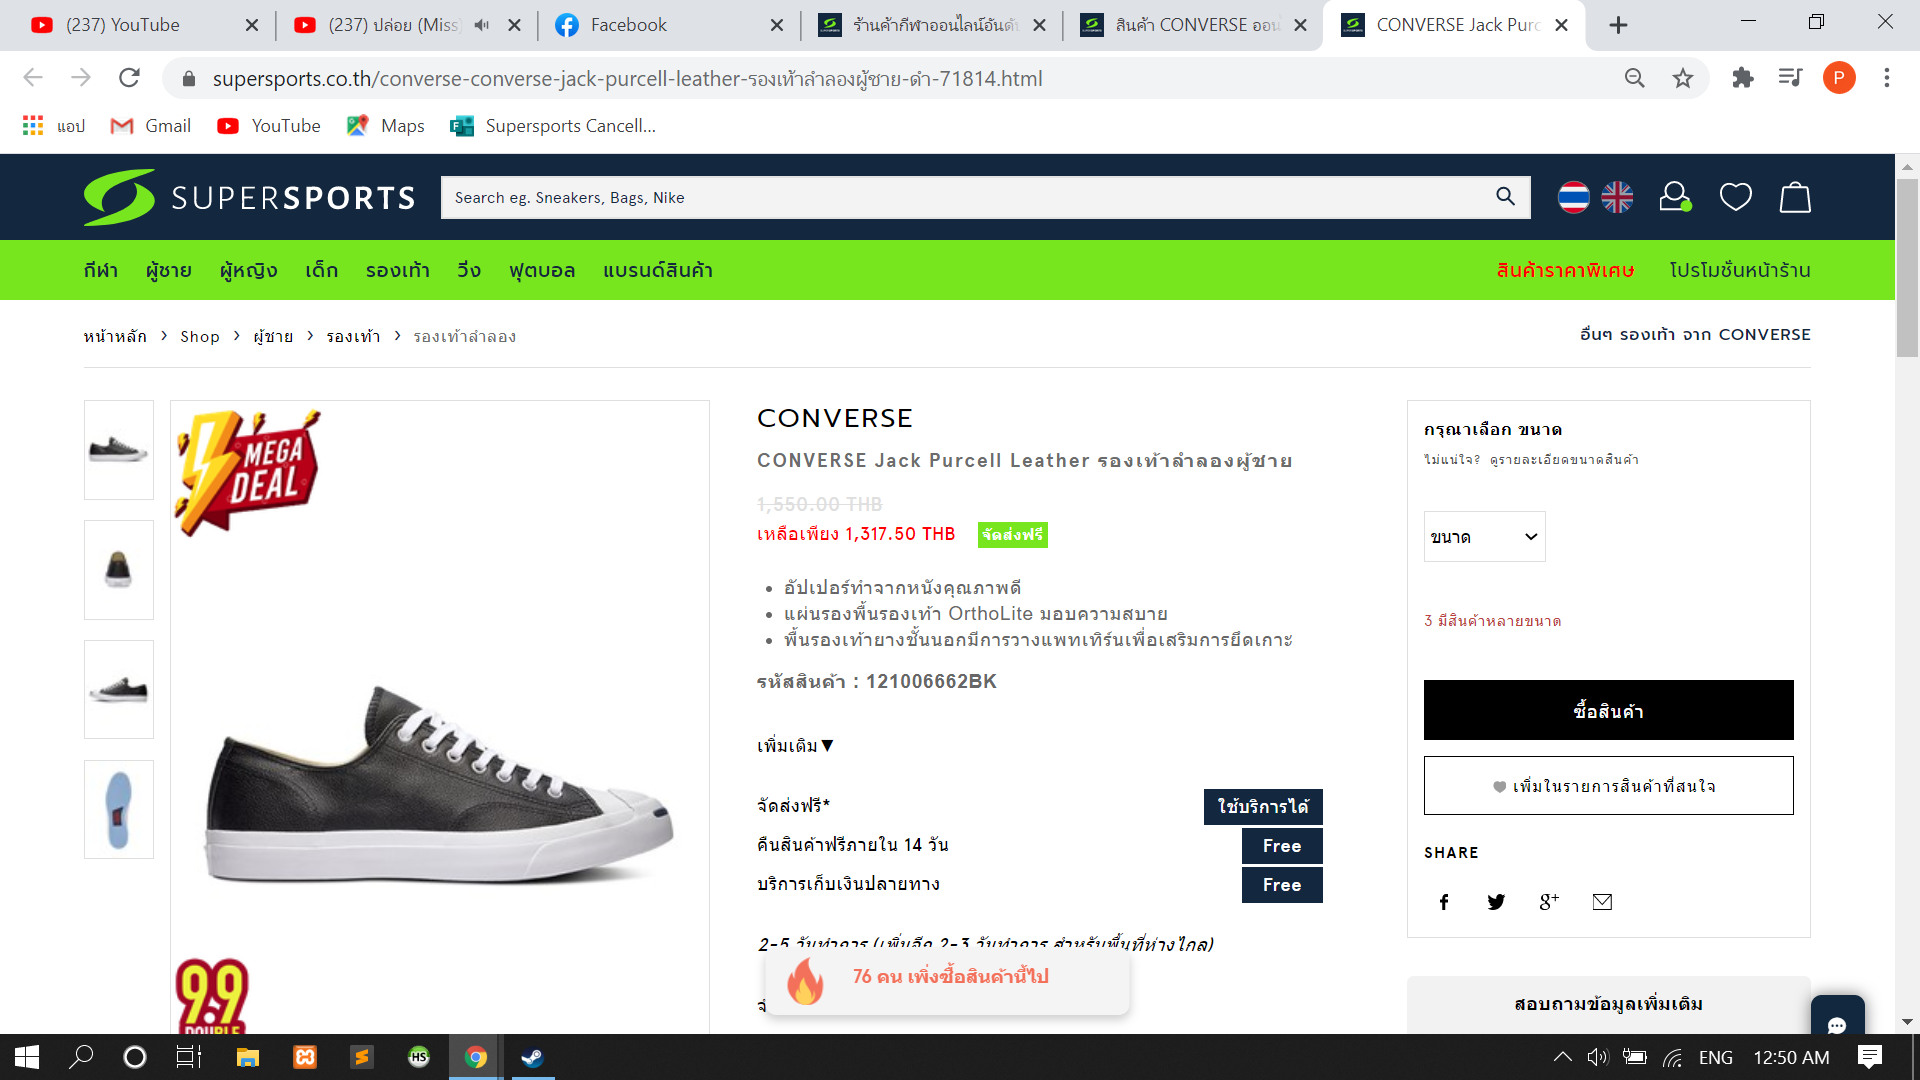 (237) YouTube
(237) ปล่อย (Miss
Facebook
ร้านค้ากีฬาออนไลน์อันดับ
สินค้า CONVERSE ออน
CONVERSE Jack Purc
supersports.co.th/converse-converse-jack-purcell-leather-รองเท้าลำลองผู้ชาย-ดำ-71814.html
P
แอป
Gmail
YouTube
Maps
Supersports Cancell...
SUPERSPORTS
Search eg. Sneakers, Bags, Nike
กีฬา
ผู้ชาย
ผู้หญิง
เด็ก
รองเท้า
วิ่ง
ฟุตบอล
แบรนด์สินค้า
สินค้าราคาพิเศษ
โปรโมชั่นหน้าร้าน
หน้าหลัก > Shop > ผู้ชาย > รองเท้า > รองเท้าลำลอง
อื่นๆ รองเท้า จาก CONVERSE
MEGA
DEAL
9.9
DOUBLE
CONVERSE
CONVERSE Jack Purcell Leather รองเท้าลำลองผู้ชาย
1,550.00 THB
เหลือเพียง 1,317.50 THB
จัดส่งฟรี
อัปเปอร์ทำจากหนังคุณภาพดี
แผ่นรองพื้นรองเท้า OrthoLite มอบความสบาย
พื้นรองเท้ายางชั้นนอกมีการวางแพทเทิร์นเพื่อเสริมการยึดเกาะ
รหัสสินค้า : 121006662BK
เพิ่มเติม▼
จัดส่งฟรี*
ใช้บริการได้
คืนสินค้าฟรีภายใน 14 วัน
Free
บริการเก็บเงินปลายทาง
Free
2-5 วันทำการ (เพิ่มอีก 2-3 วันทำการ สำหรับพื้นที่ห่างไกล)
76 คน เพิ่งซื้อสินค้านี้ไป
กรุณาเลือก ขนาด
ไม่แน่ใจ? ดูรายละเอียดขนาดสินค้า
ขนาด
3 มีสินค้าหลายขนาด
ซื้อสินค้า
เพิ่มในรายการสินค้าที่สนใจ
SHARE
สอบถามข้อมูลเพิ่มเติม
HS
ENG
12:50 AM